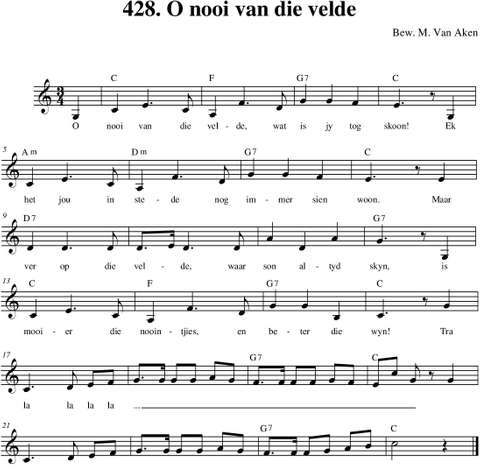 428. O nooi van die velde
Bew. M. Van Aken
C F G7 C
3
4
O nooi van die vel - de, wat is jy tog skoon! Ek
5
Am Dm G7 C
het jou in ste - de nog im - mer sien woon. Maar
9
D7 G7
ver op die vel - de, waar son al - tyd skyn, is
13
C F G7 C
mooi - er die nooin - tjies, en be - ter die wyn! Tra
17
G7 C
la la la la ...
21
G7 C